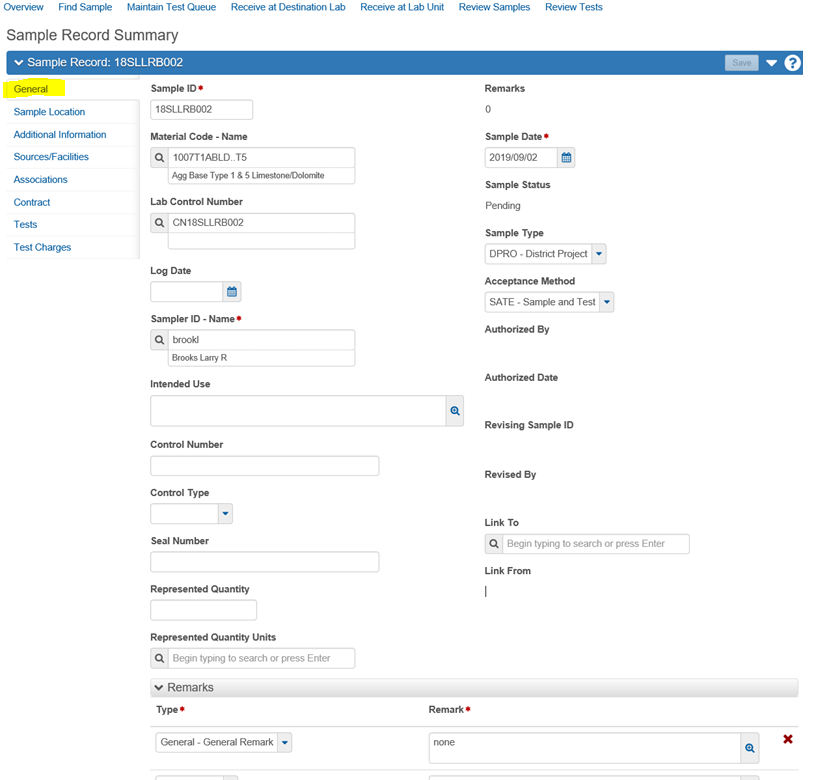 Overview Find Sample Maintain Test Queue Receive at Destination Lab Receive at Lab Unit Review Samples Review Tests
Sample Record Summary
Sample Record: 18SLLRB002 Save ?
General
Sample Location
Additional Information
Sources/Facilities
Associations
Contract
Tests
Test Charges
Sample ID*
18SLLRB002
Material Code - Name
1007T1ABLD..T5
Agg Base Type 1 & 5 Limestone/Dolomite
Lab Control Number
CN18SLLRB002
Log Date
Sampler ID - Name*
brookl
Brooks Larry R
Intended Use
Control Number
Control Type
Seal Number
Represented Quantity
Represented Quantity Units
Begin typing to search or press Enter
Remarks
0
Sample Date*
2019/09/02
Sample Status
Pending
Sample Type
DPRO - District Project
Acceptance Method
SATE - Sample and Test
Authorized By
Authorized Date
Revising Sample ID
Revised By
Link To
Begin typing to search or press Enter
Link From
Remarks
Type* Remark*
General - General Remark none